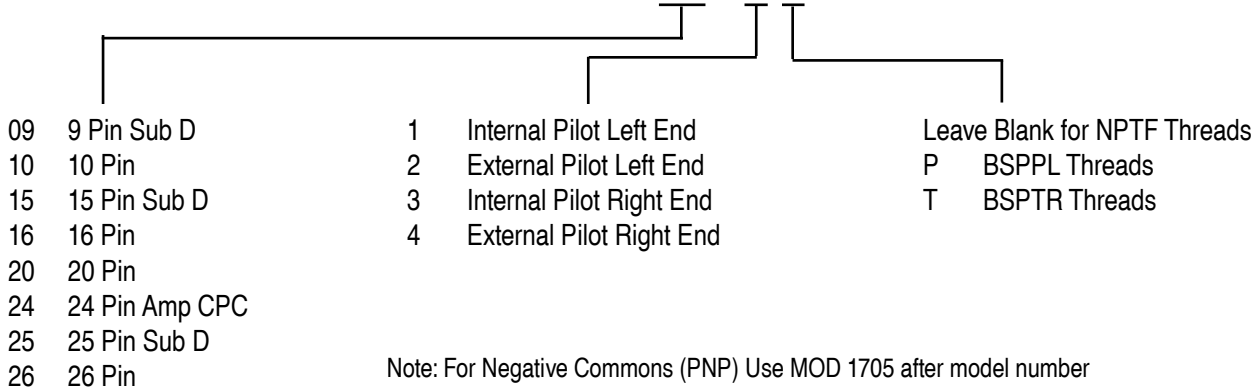 09 9 Pin Sub D
10 10 Pin
15 15 Pin Sub D
16 16 Pin
20 20 Pin
24 24 Pin Amp CPC
25 25 Pin Sub D
26 26 Pin
1 Internal Pilot Left End
2 External Pilot Left End
3 Internal Pilot Right End
4 External Pilot Right End
Leave Blank for NPTF Threads
P BSPPL Threads
T BSPTR Threads
Note: For Negative Commons (PNP) Use MOD 1705 after model number